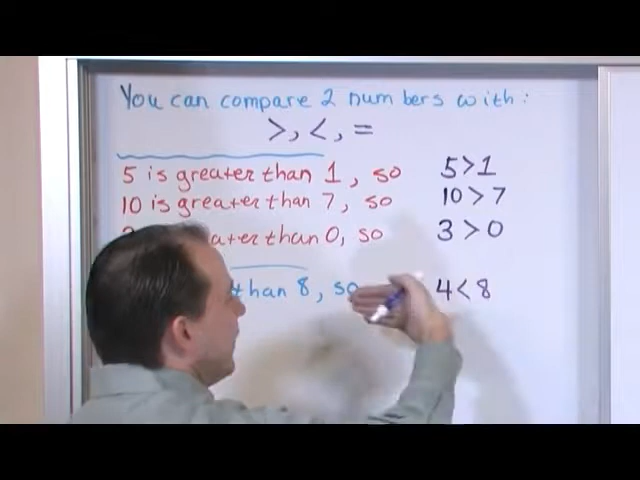 You can compare 2 numbers with:
>, <, =
5 is greater than 1, so 5>1
10 is greater than 7, so 10>7
than 0, so 3>0
than 8, so 4<8